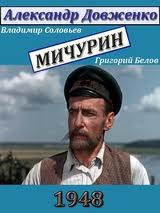 Александр Довженко
Владимир Соловьев
МИЧУРИН
Григорий Белов
1948